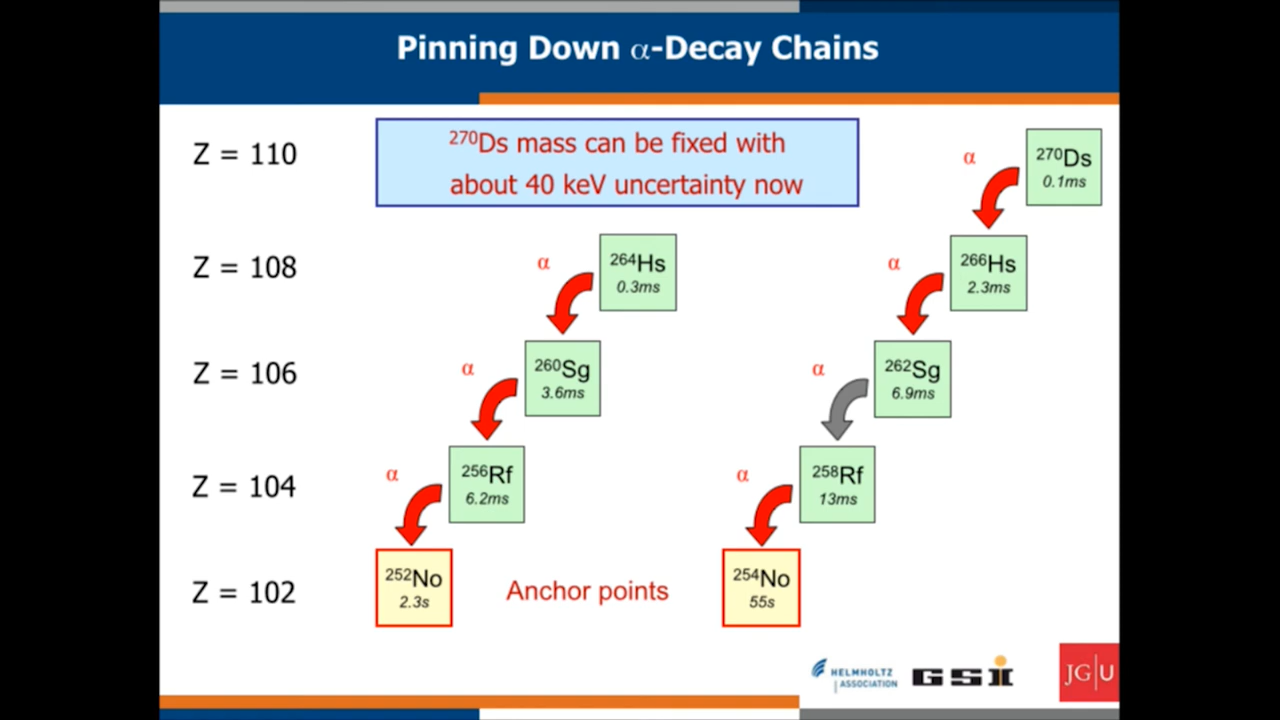 Pinning Down α-Decay Chains
Z = 110
²⁷⁰Ds mass can be fixed with
about 40 keV uncertainty now
α
²⁷⁰Ds
0.1ms
Z = 108
α
²⁶⁴Hs
0.3ms
α
²⁶⁶Hs
2.3ms
Z = 106
α
²⁶⁰Sg
3.6ms
α
²⁶²Sg
6.9ms
Z = 104
α
²⁵⁶Rf
6.2ms
α
²⁵⁸Rf
13ms
Z = 102
²⁵²No
2.3s
Anchor points
²⁵⁴No
55s
HELMHOLTZ
ASSOCIATION
GSI
JG|U